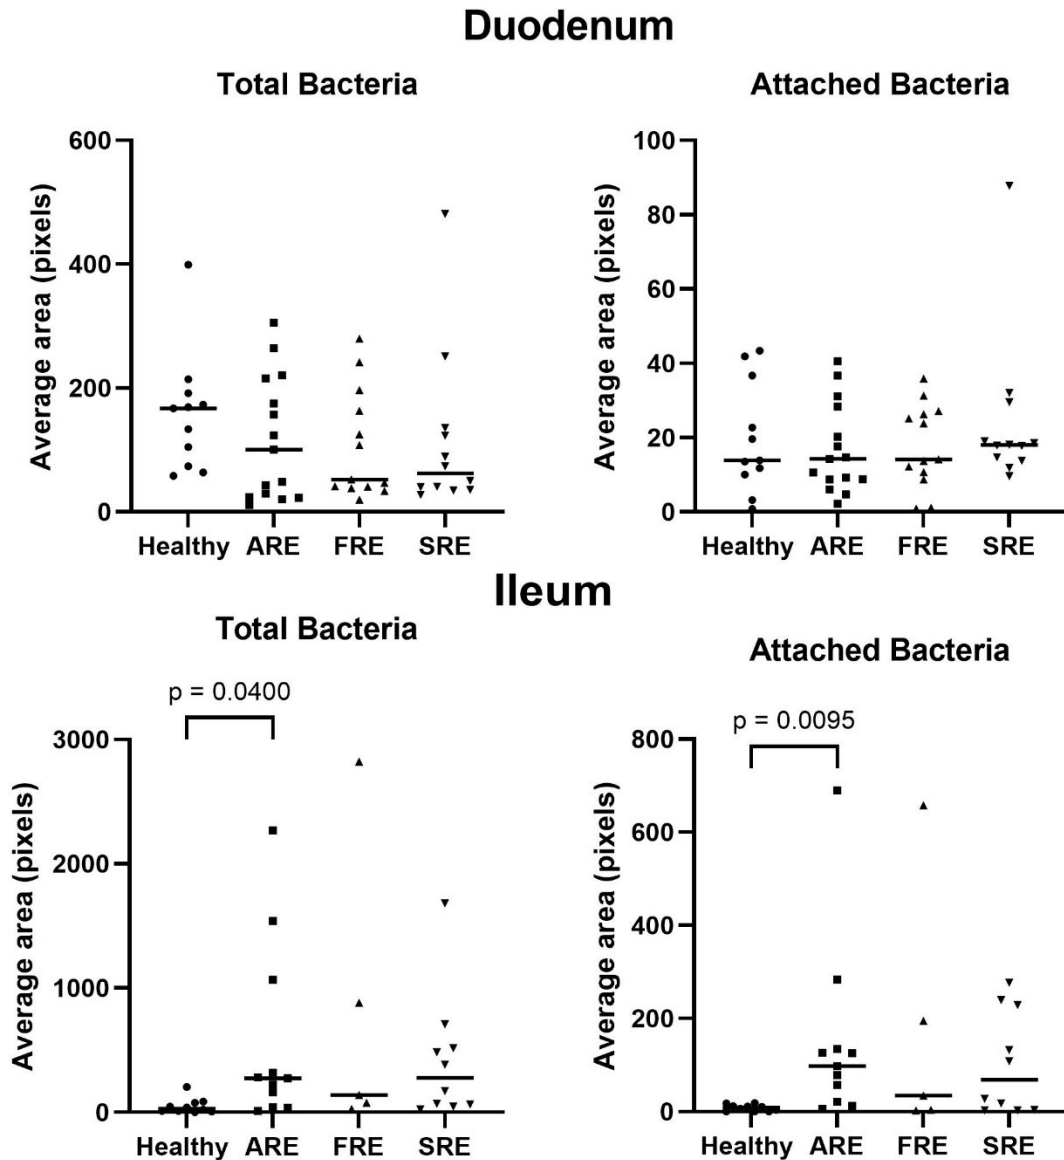 Duodenum
Total Bacteria
Average area (pixels)
600
400
200
0
Healthy ARE FRE SRE
Attached Bacteria
Average area (pixels)
100
80
60
40
20
0
Healthy ARE FRE SRE
Ileum
Total Bacteria
p = 0.0400
Average area (pixels)
3000
2000
1000
0
Healthy ARE FRE SRE
Attached Bacteria
p = 0.0095
Average area (pixels)
800
600
400
200
0
Healthy ARE FRE SRE